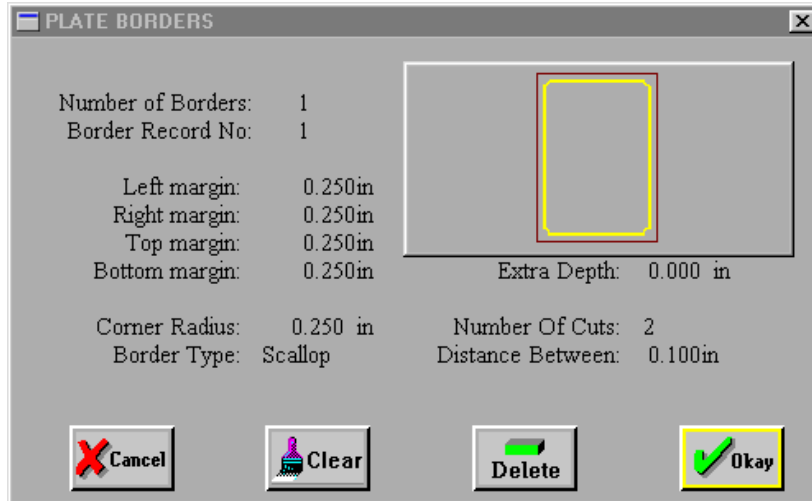 PLATE BORDERS
Number of Borders: 1
Border Record No: 1
Left margin: 0.250in
Right margin: 0.250in
Top margin: 0.250in
Bottom margin: 0.250in
Extra Depth: 0.000 in
Corner Radius: 0.250 in
Number Of Cuts: 2
Border Type: Scallop
Distance Between: 0.100in
Cancel
Clear
Delete
Okay